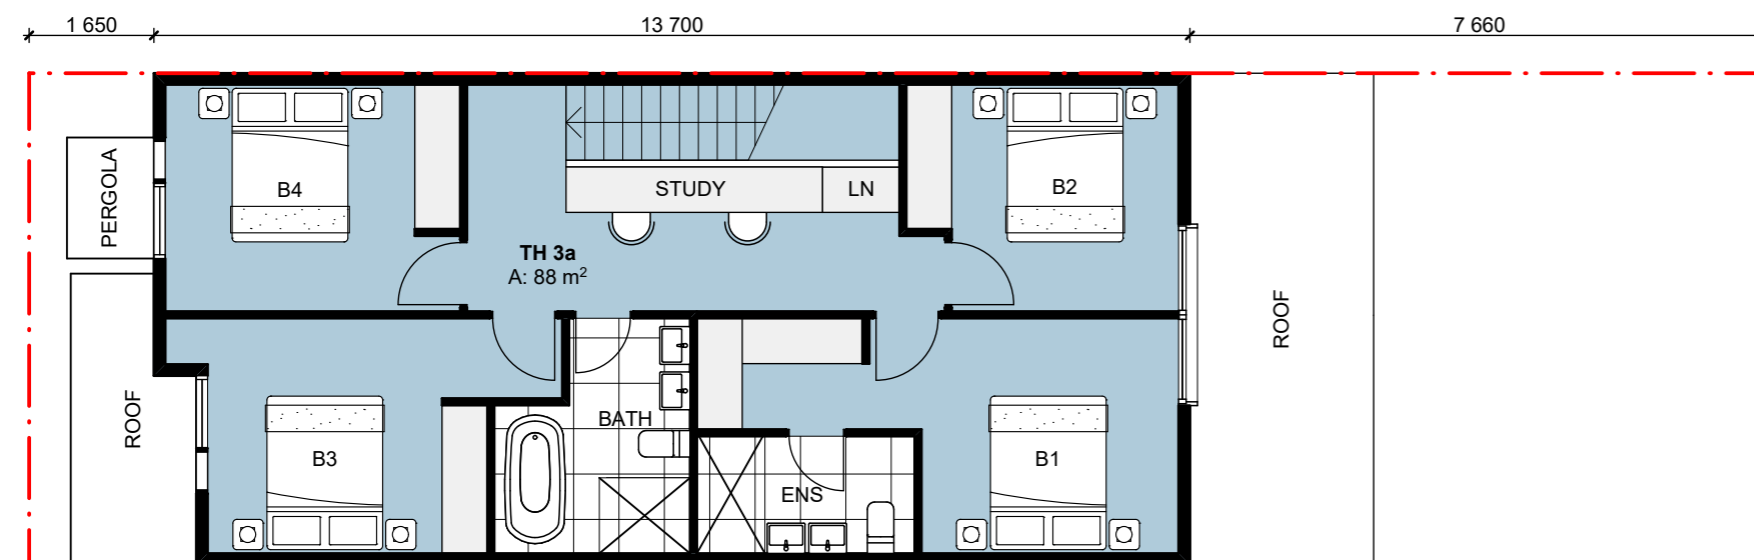 1 650
13 700
7 660
PERGOLA
B4
STUDY
LN
B2
TH 3a
A: 88 m²
ROOF
ROOF
BATH
B3
B1
ENS